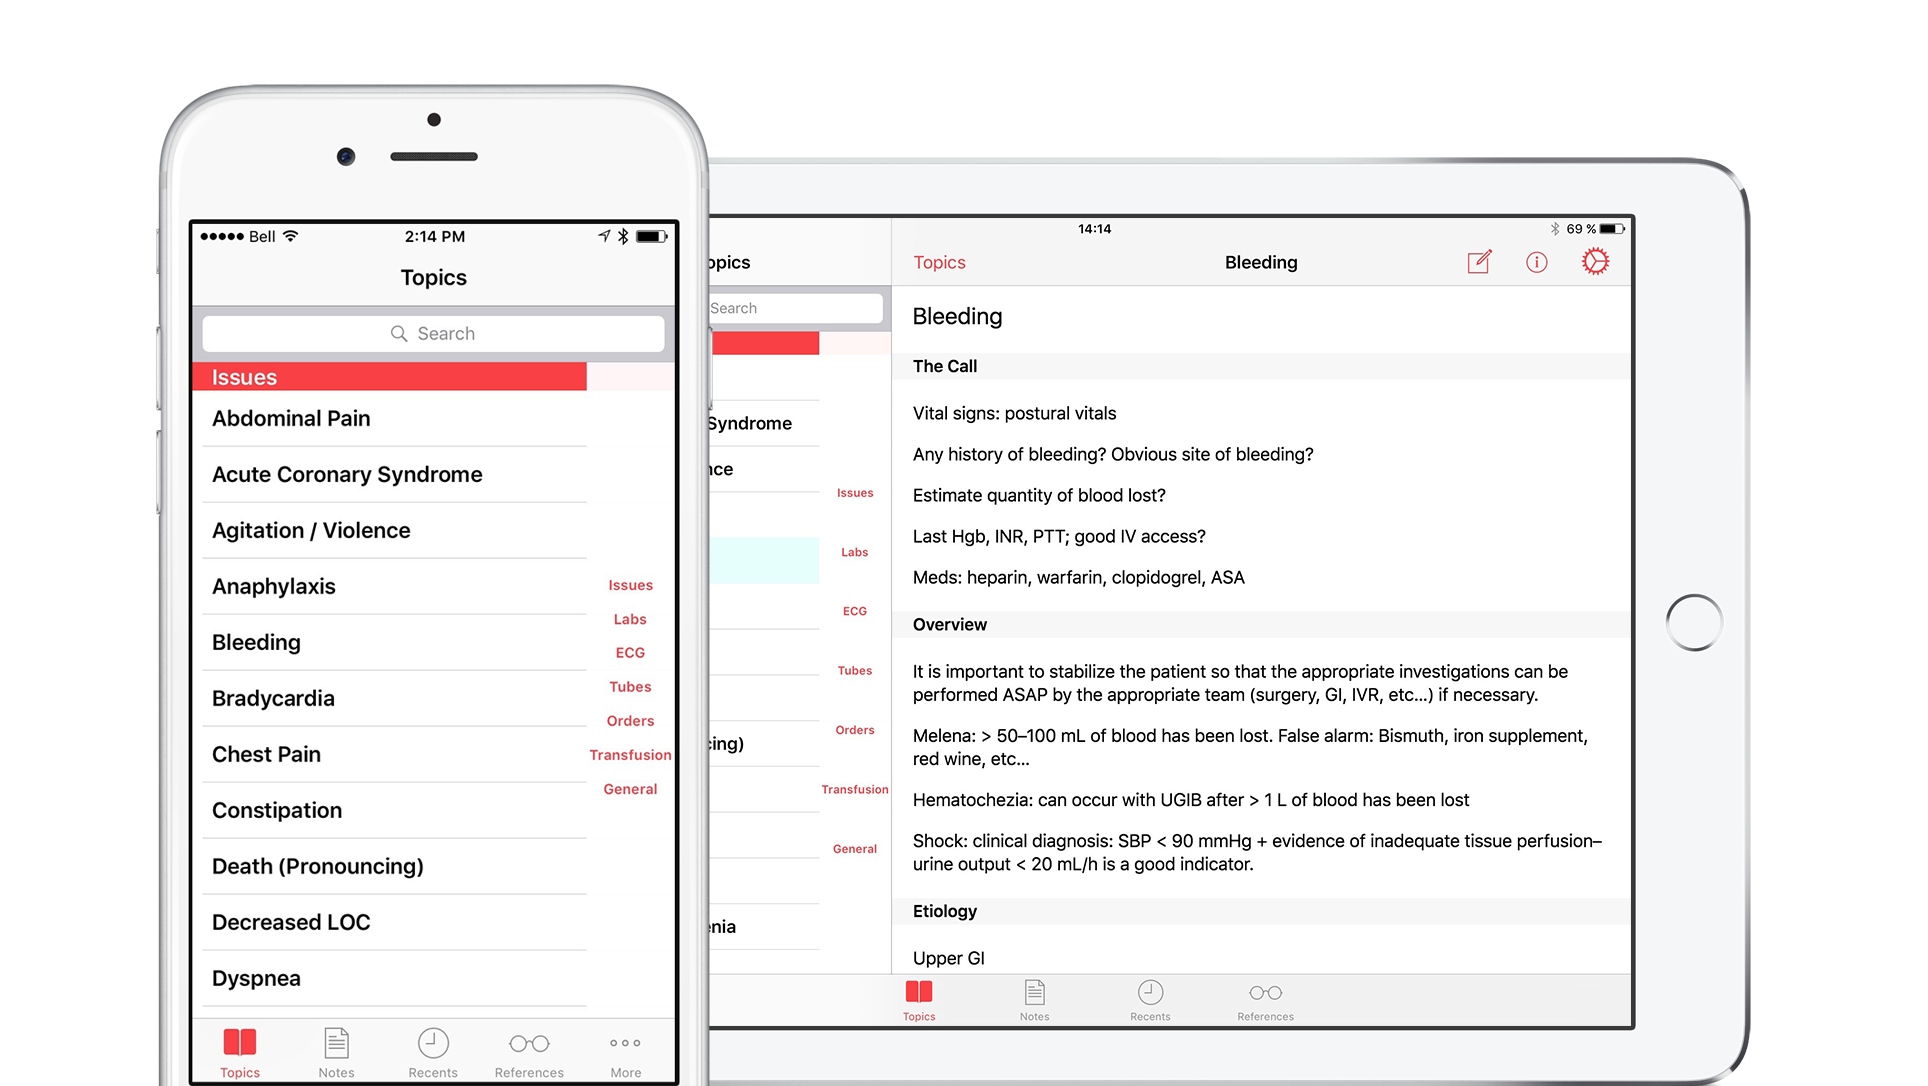 Bell
2:14 PM
Topics
Search
Issues
Abdominal Pain
Acute Coronary Syndrome
Agitation / Violence
Anaphylaxis
Bleeding
Bradycardia
Chest Pain
Constipation
Death (Pronouncing)
Decreased LOC
Dyspnea
Issues
Labs
ECG
Tubes
Orders
Transfusion
General
Topics
Notes
Recents
References
More
opics
Search
Syndrome
nce
cing)
enia
Issues
Labs
ECG
Tubes
Orders
Transfusion
General
14:14
69 %
Topics
Bleeding
Bleeding
The Call
Vital signs: postural vitals
Any history of bleeding? Obvious site of bleeding?
Estimate quantity of blood lost?
Last Hgb, INR, PTT; good IV access?
Meds: heparin, warfarin, clopidogrel, ASA
Overview
It is important to stabilize the patient so that the appropriate investigations can be
performed ASAP by the appropriate team (surgery, GI, IVR, etc...) if necessary.
Melena: > 50–100 mL of blood has been lost. False alarm: Bismuth, iron supplement,
red wine, etc...
Hematochezia: can occur with UGIB after > 1 L of blood has been lost
Shock: clinical diagnosis: SBP < 90 mmHg + evidence of inadequate tissue perfusion–
urine output < 20 mL/h is a good indicator.
Etiology
Upper GI
Topics
Notes
Recents
References